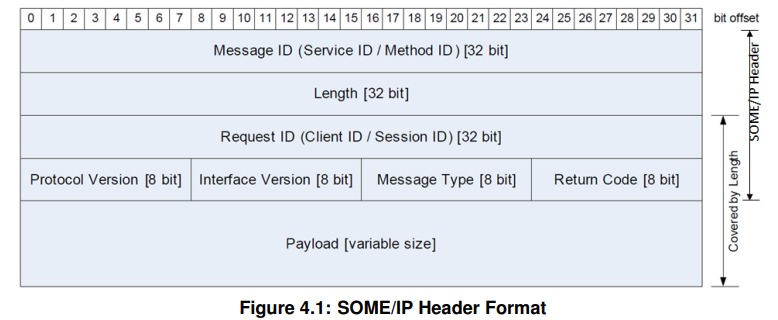 0 1 2 3 4 5 6 7 8 9 10 11 12 13 14 15 16 17 18 19 20 21 22 23 24 25 26 27 28 29 30 31 bit offset
Message ID (Service ID / Method ID) [32 bit]
Length [32 bit]
Request ID (Client ID / Session ID) [32 bit]
Protocol Version [8 bit] Interface Version [8 bit] Message Type [8 bit] Return Code [8 bit]
Payload [variable size]
SOME/IP Header
Covered by Length
Figure 4.1: SOME/IP Header Format